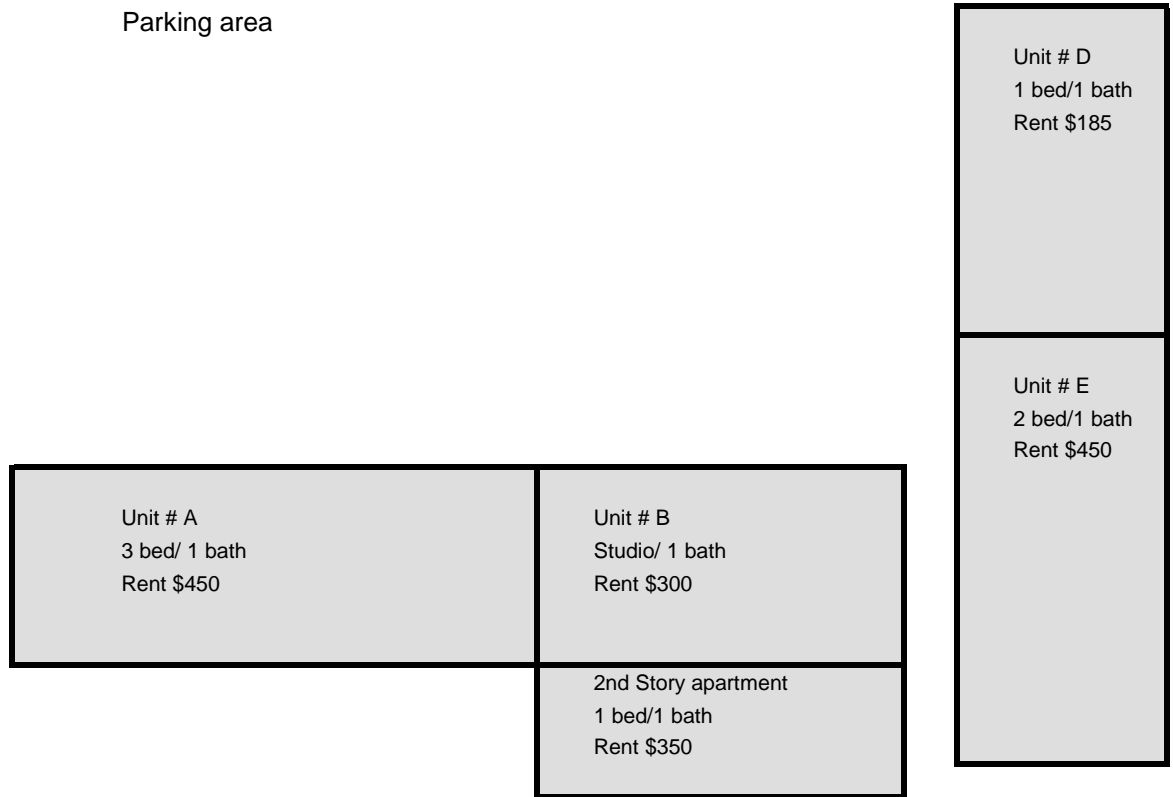 Parking area
Unit # D
1 bed/1 bath
Rent $185
Unit # E
2 bed/1 bath
Rent $450
Unit # A
3 bed/ 1 bath
Rent $450
Unit # B
Studio/ 1 bath
Rent $300
2nd Story apartment
1 bed/1 bath
Rent $350